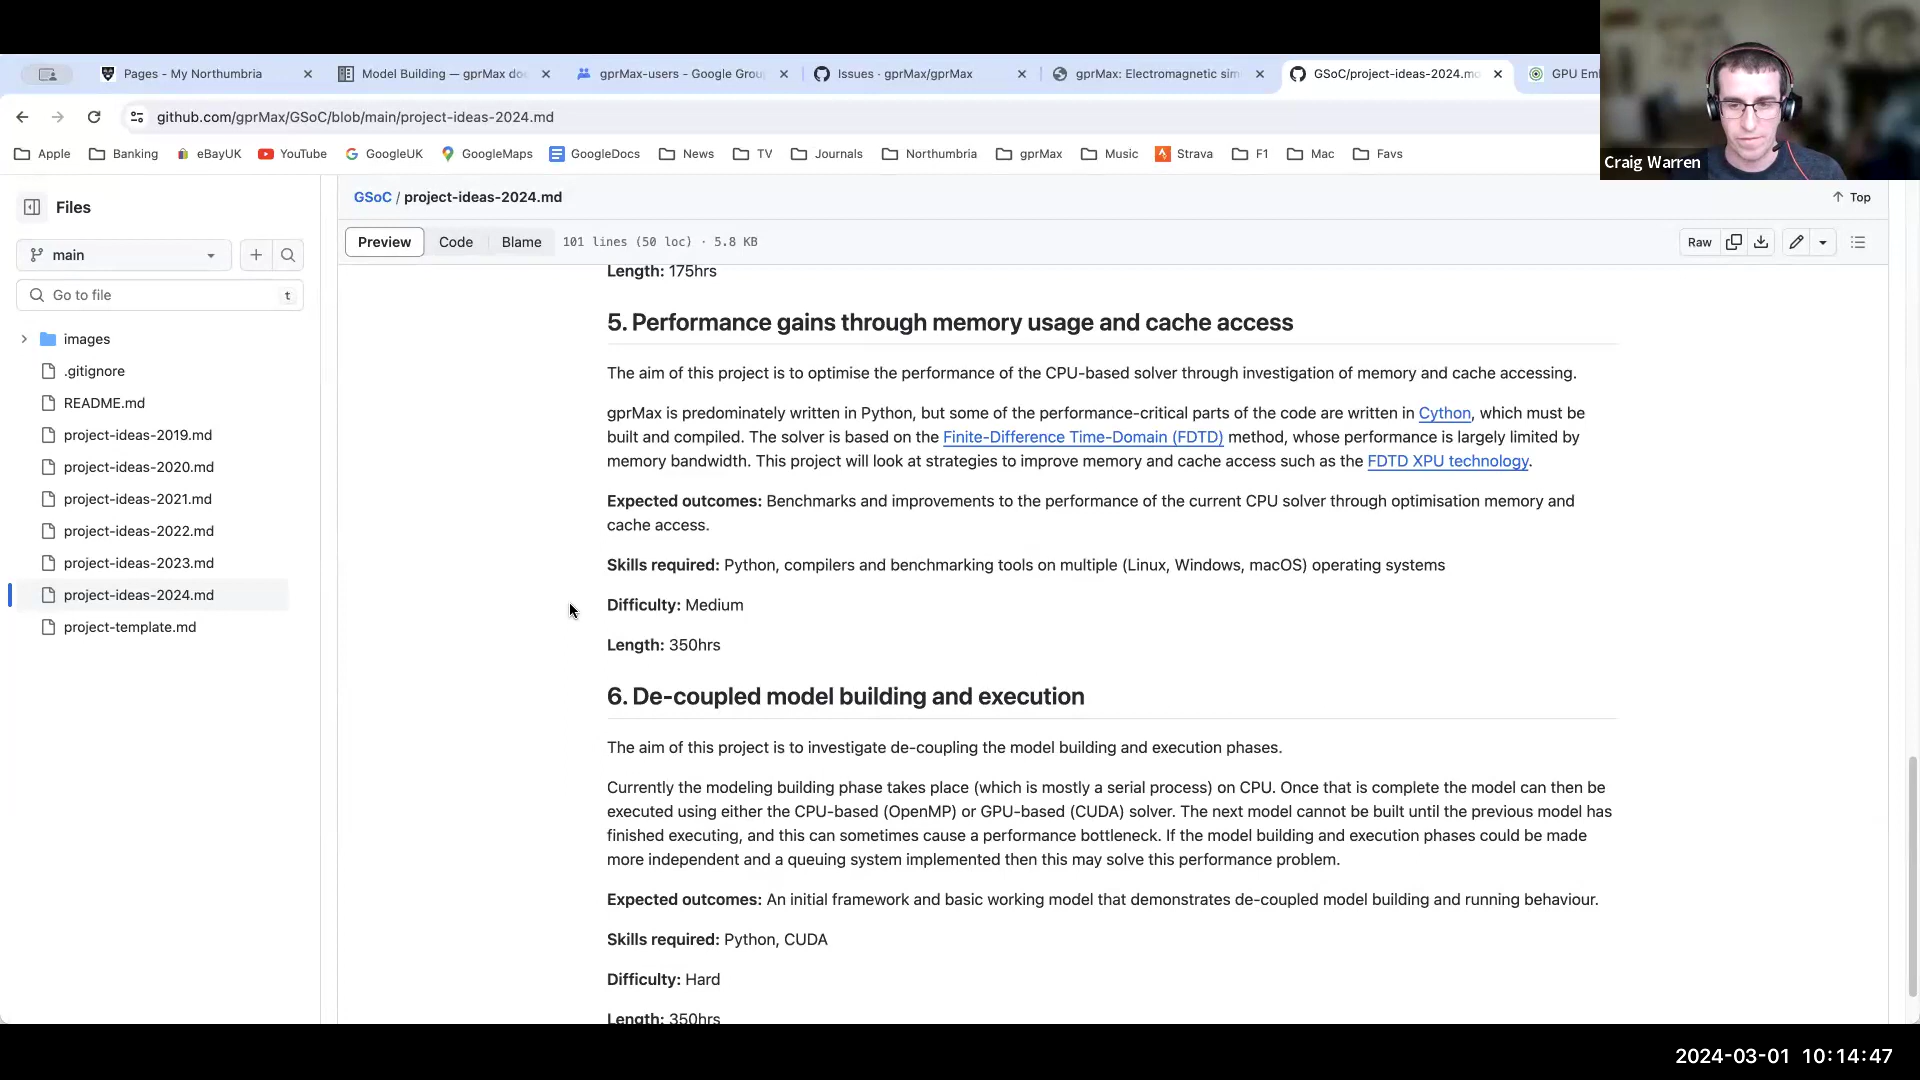 Pages - My Northumbria
Model Building — gprMax do
gprMax-users - Google Grou
Issues · gprMax/gprMax
gprMax: Electromagnetic sim
GSoC/project-ideas-2024.md
GPU Em
github.com/gprMax/GSoC/blob/main/project-ideas-2024.md
Apple
Banking
eBayUK
YouTube
GoogleUK
GoogleMaps
GoogleDocs
News
TV
Journals
Northumbria
gprMax
Music
Strava
F1
Mac
Favs
Craig Warren
Files
main
Go to file
t
images
.gitignore
README.md
project-ideas-2019.md
project-ideas-2020.md
project-ideas-2021.md
project-ideas-2022.md
project-ideas-2023.md
project-ideas-2024.md
project-template.md
GSoC / project-ideas-2024.md
Top
Preview
Code
Blame
101 lines (50 loc) · 5.8 KB
Raw
Length: 175hrs
5. Performance gains through memory usage and cache access
The aim of this project is to optimise the performance of the CPU-based solver through investigation of memory and cache accessing.
gprMax is predominately written in Python, but some of the performance-critical parts of the code are written in Cython, which must be
built and compiled. The solver is based on the Finite-Difference Time-Domain (FDTD) method, whose performance is largely limited by
memory bandwidth. This project will look at strategies to improve memory and cache access such as the FDTD XPU technology.
Expected outcomes: Benchmarks and improvements to the performance of the current CPU solver through optimisation memory and
cache access.
Skills required: Python, compilers and benchmarking tools on multiple (Linux, Windows, macOS) operating systems
Difficulty: Medium
Length: 350hrs
6. De-coupled model building and execution
The aim of this project is to investigate de-coupling the model building and execution phases.
Currently the modeling building phase takes place (which is mostly a serial process) on CPU. Once that is complete the model can then be
executed using either the CPU-based (OpenMP) or GPU-based (CUDA) solver. The next model cannot be built until the previous model has
finished executing, and this can sometimes cause a performance bottleneck. If the model building and execution phases could be made
more independent and a queuing system implemented then this may solve this performance problem.
Expected outcomes: An initial framework and basic working model that demonstrates de-coupled model building and running behaviour.
Skills required: Python, CUDA
Difficulty: Hard
Length: 350hrs
2024-03-01 10:14:47